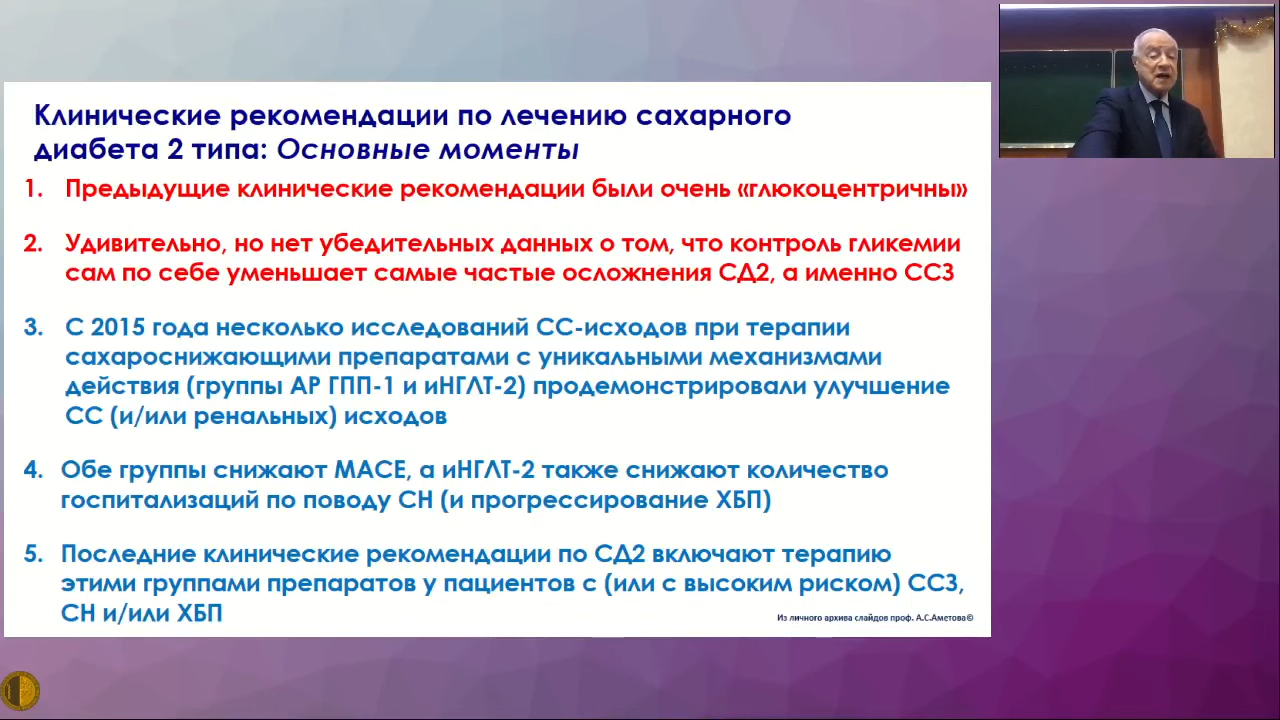 Клинические рекомендации по лечению сахарного
диабета 2 типа: Основные моменты
1. Предыдущие клинические рекомендации были очень «глюкоцентричны»
2. Удивительно, но нет убедительных данных о том, что контроль гликемии
сам по себе уменьшает самые частые осложнения СД2, а именно ССЗ
3. С 2015 года несколько исследований СС-исходов при терапии
сахароснижающими препаратами с уникальными механизмами
действия (группы АР ГПП-1 и иНГЛТ-2) продемонстрировали улучшение
СС (и/или ренальных) исходов
4. Обе группы снижают MACE, а иНГЛТ-2 также снижают количество
госпитализаций по поводу СН (и прогрессирование ХБП)
5. Последние клинические рекомендации по СД2 включают терапию
этими группами препаратов у пациентов с (или с высоким риском) ССЗ,
СН и/или ХБП
Из личного архива слайдов проф. А.С.Аметова©